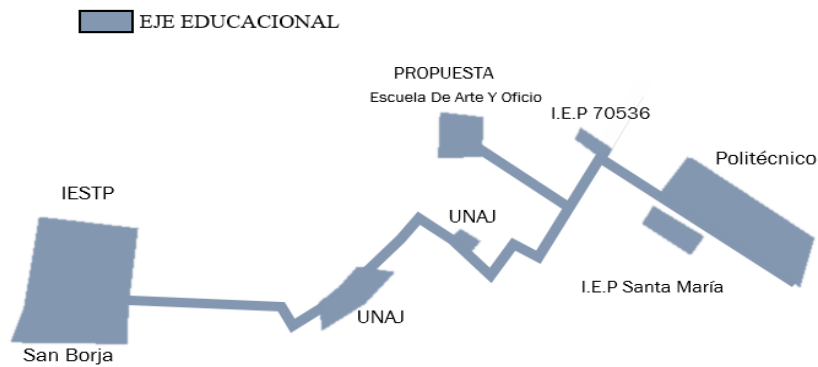 EJE EDUCACIONAL
PROPUESTA
Escuela De Arte Y Oficio
I.E.P 70536
Politécnico
IESTP
UNAJ
I.E.P Santa María
UNAJ
San Borja